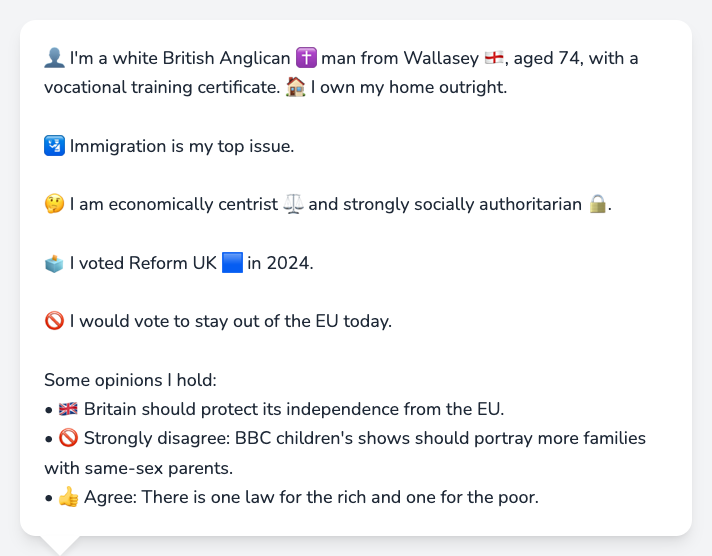 👤 I'm a white British Anglican ✝️ man from Wallasey 🏴󠁧󠁢󠁥󠁮󠁧󠁿, aged 74, with a
vocational training certificate. 🏠 I own my home outright.
🛂 Immigration is my top issue.
🤔 I am economically centrist ⚖️ and strongly socially authoritarian 🔒.
🗳️ I voted Reform UK 🟦 in 2024.
🚫 I would vote to stay out of the EU today.
Some opinions I hold:
• 🇬🇧 Britain should protect its independence from the EU.
• 🚫 Strongly disagree: BBC children's shows should portray more families
with same-sex parents.
• 👍 Agree: There is one law for the rich and one for the poor.